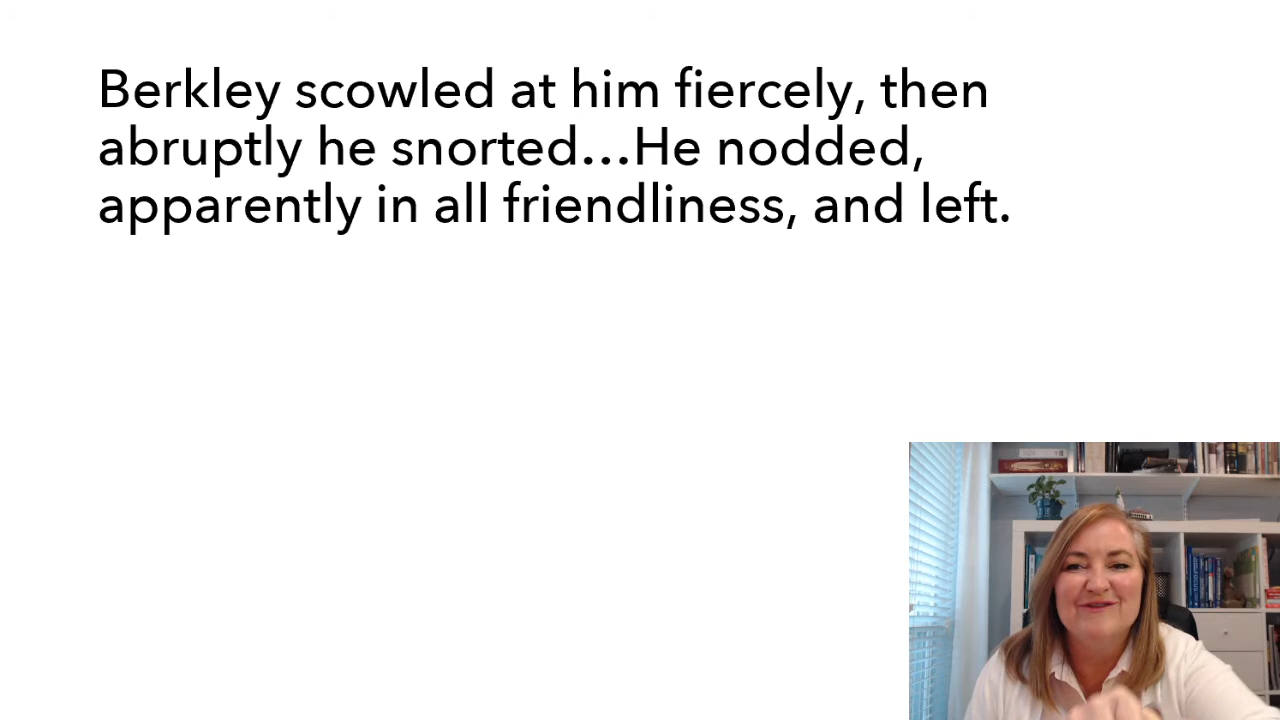 Berkley scowled at him fiercely, then
abruptly he snorted…He nodded,
apparently in all friendliness, and left.